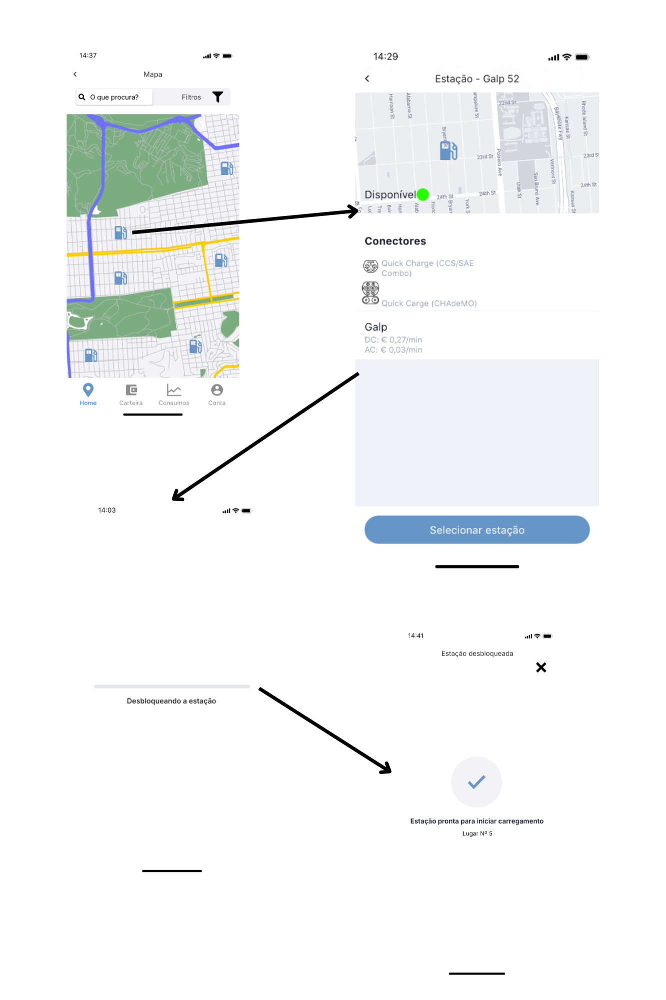 14:37
Mapa
O que procura?
Filtros
Home
Carteira
Consumos
Conta
14:29
Estação - Galp 52
Harrison St
Alabama St
Bryant St
22nd St
Bayshore Fwy
Kansas St
Rhode Island St
23rd St
Potrero Ave
Vermont St
23rd St
Utah St
San Bruno Ave
24th St
Kansas St
24th St
24th St
Disponível
Conectores
Quick Charge (CCS/SAE
Combo)
Quick Carge (CHAdeMO)
Galp
DC: € 0,27/min
AC: € 0,03/min
Selecionar estação
14:03
Desbloqueando a estação
14:41
Estação desbloqueada
Estação pronta para iniciar carregamento
Lugar Nº 5